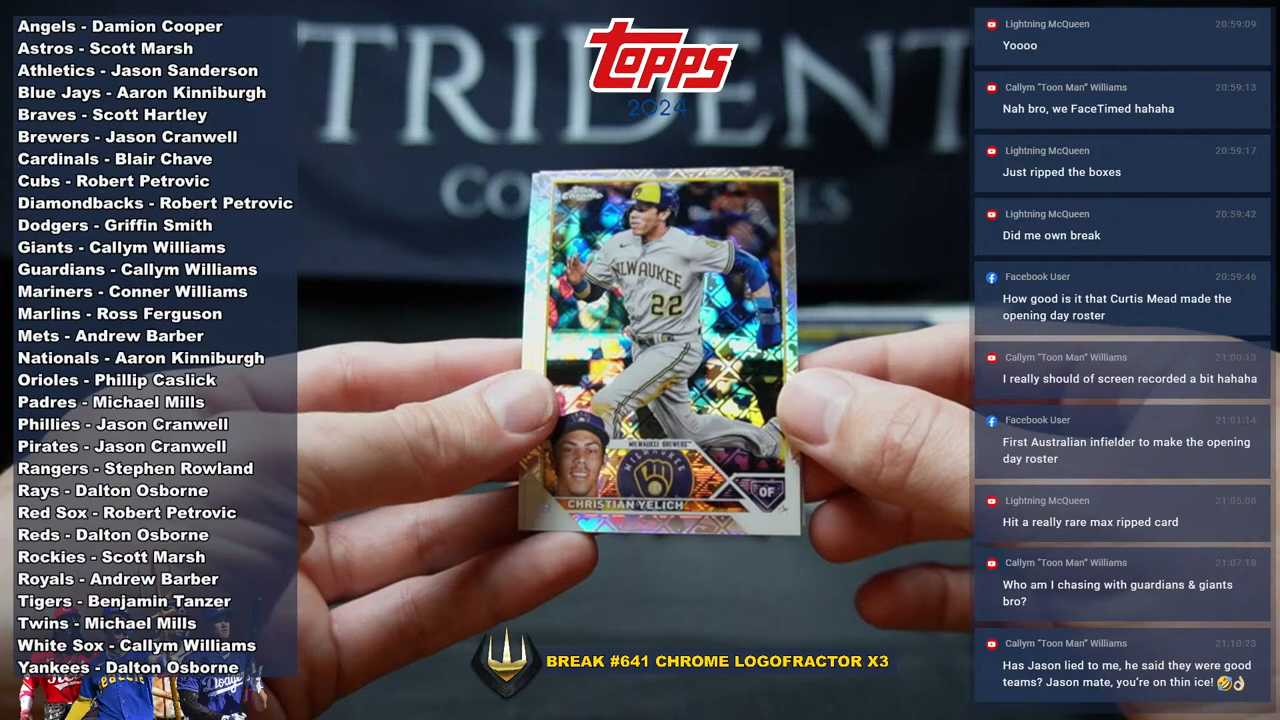 Angels - Damion Cooper
Astros - Scott Marsh
Athletics - Jason Sanderson
Blue Jays - Aaron Kinniburgh
Braves - Scott Hartley
Brewers - Jason Cranwell
Cardinals - Blair Chave
Cubs - Robert Petrovic
Diamondbacks - Robert Petrovic
Dodgers - Griffin Smith
Giants - Callym Williams
Guardians - Callym Williams
Mariners - Conner Williams
Marlins - Ross Ferguson
Mets - Andrew Barber
Nationals - Aaron Kinniburgh
Orioles - Phillip Caslick
Padres - Michael Mills
Phillies - Jason Cranwell
Pirates - Jason Cranwell
Rangers - Stephen Rowland
Rays - Dalton Osborne
Red Sox - Robert Petrovic
Reds - Dalton Osborne
Rockies - Scott Marsh
Royals - Andrew Barber
Tigers - Benjamin Tanzer
Twins - Michael Mills
White Sox - Callym Williams
Yankees - Dalton Osborne
TRIDENT
topps
2024
Topps
Chrome
MILWAUKEE
22
MILWAUKEE BREWERS
MILWAUKEE
CHRISTIAN YELICH
OF
BREAK #641 CHROME LOGOFRACTOR X3
Lightning McQueen 20:59:09
Yoooo
Callym "Toon Man" Williams 20:59:13
Nah bro, we FaceTimed hahaha
Lightning McQueen 20:59:17
Just ripped the boxes
Lightning McQueen 20:59:42
Did me own break
Facebook User 20:59:46
How good is it that Curtis Mead made the
opening day roster
Callym "Toon Man" Williams 21:00:13
I really should of screen recorded a bit hahaha
Facebook User 21:01:14
First Australian infielder to make the opening
day roster
Lightning McQueen 21:05:08
Hit a really rare max ripped card
Callym "Toon Man" Williams 21:07:18
Who am I chasing with guardians & giants
bro?
Callym "Toon Man" Williams 21:10:23
Has Jason lied to me, he said they were good
teams? Jason mate, you're on thin ice! 🤣👌